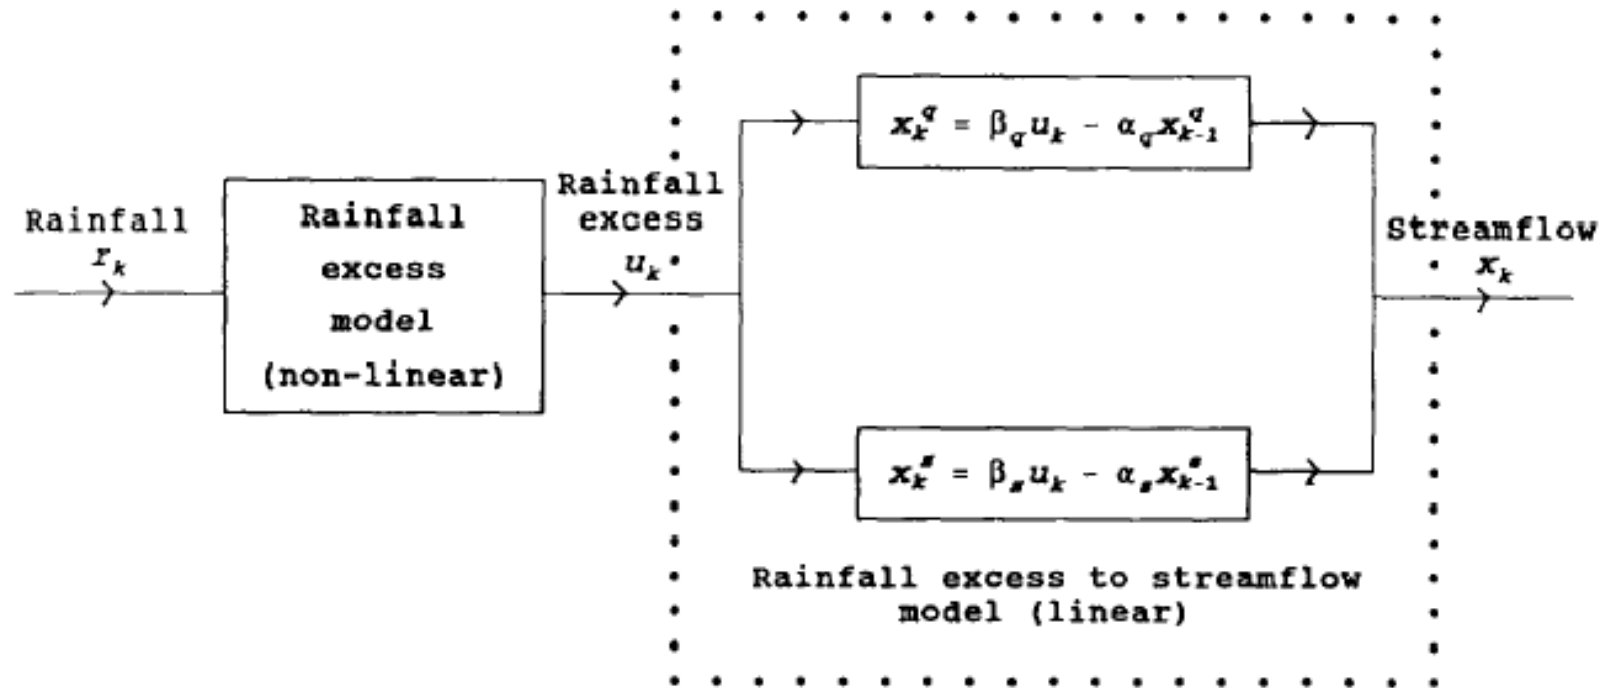 Rainfall
r_k
Rainfall
excess
model
(non-linear)
Rainfall
excess
u_k
x_k^q = β_q u_k - α_q x_{k-1}^q
x_k^s = β_s u_k - α_s x_{k-1}^s
Rainfall excess to streamflow
model (linear)
Streamflow
x_k